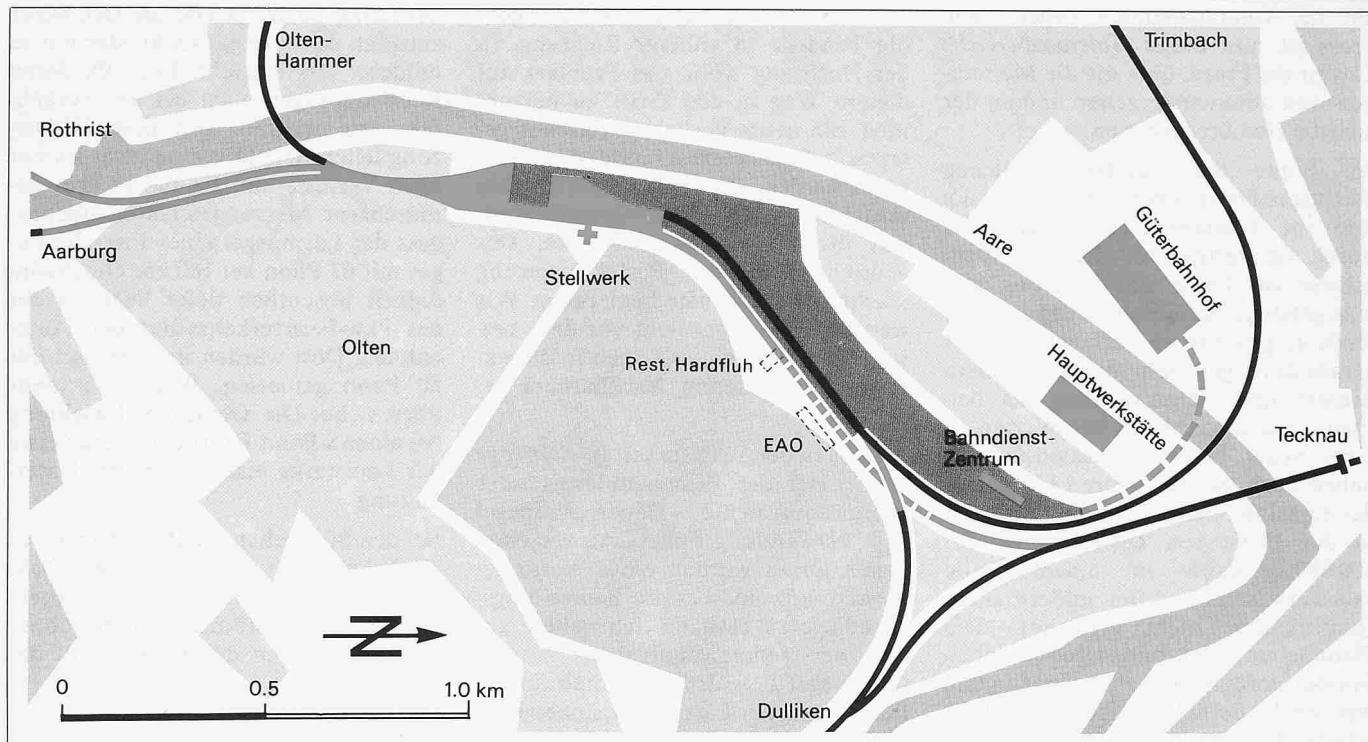 Olten-
Hammer
Trimbach
Rothrist
Aarburg
Stellwerk
Aare
Güterbahnhof
Olten
Rest. Hardfluh
Hauptwerkstätte
EAO
Bahndienst-
Zentrum
Tecknau
N
0 0.5 1.0 km
Dulliken